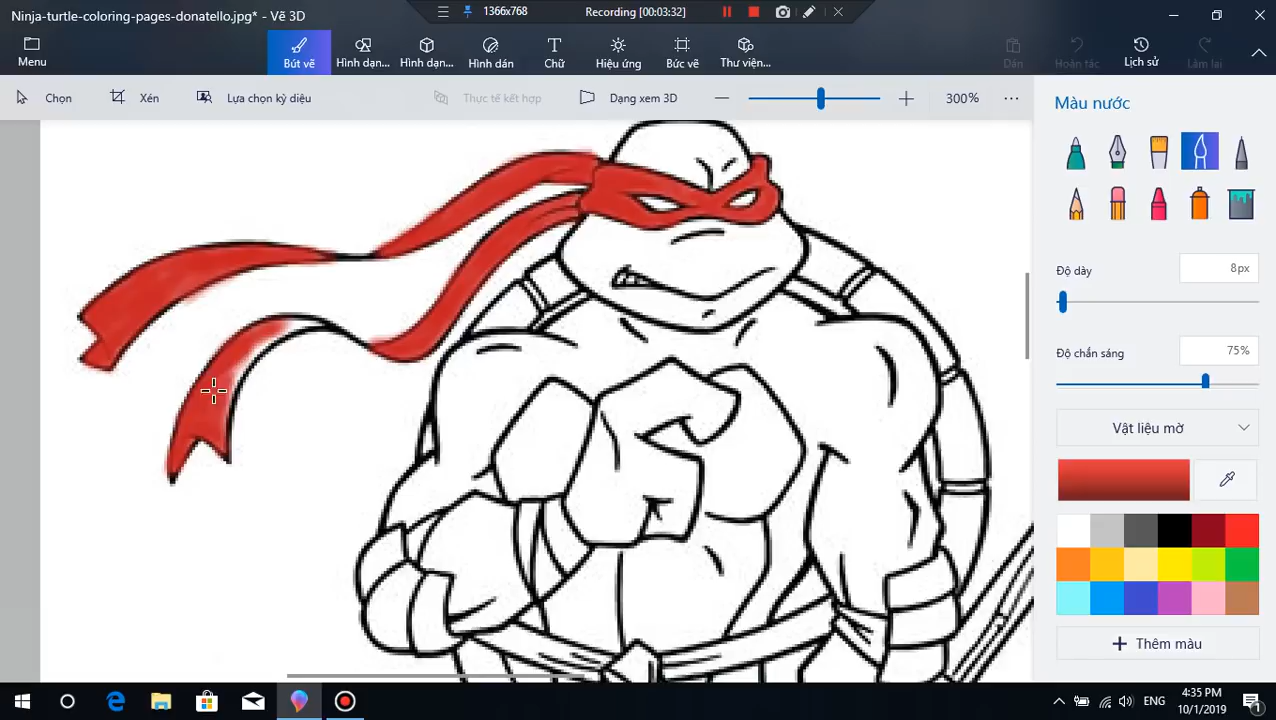 Ninja-turtle-coloring-pages-donatello.jpg* - Vẽ 3D
1366x768
Recording [00:03:32]
Menu
Bút vẽ
Hình dạn...
Hình dạn...
Hình dán
Chữ
Hiệu ứng
Bức vẽ
Thư viện...
Dán
Hoàn tác
Lịch sử
Làm lại
Chọn
Xén
Lựa chọn kỳ diệu
Thực tế kết hợp
Dạng xem 3D
300%
Màu nước
Độ dày
8px
Độ chắn sáng
75%
Vật liệu mờ
Thêm màu
ENG
4:35 PM
10/1/2019
1